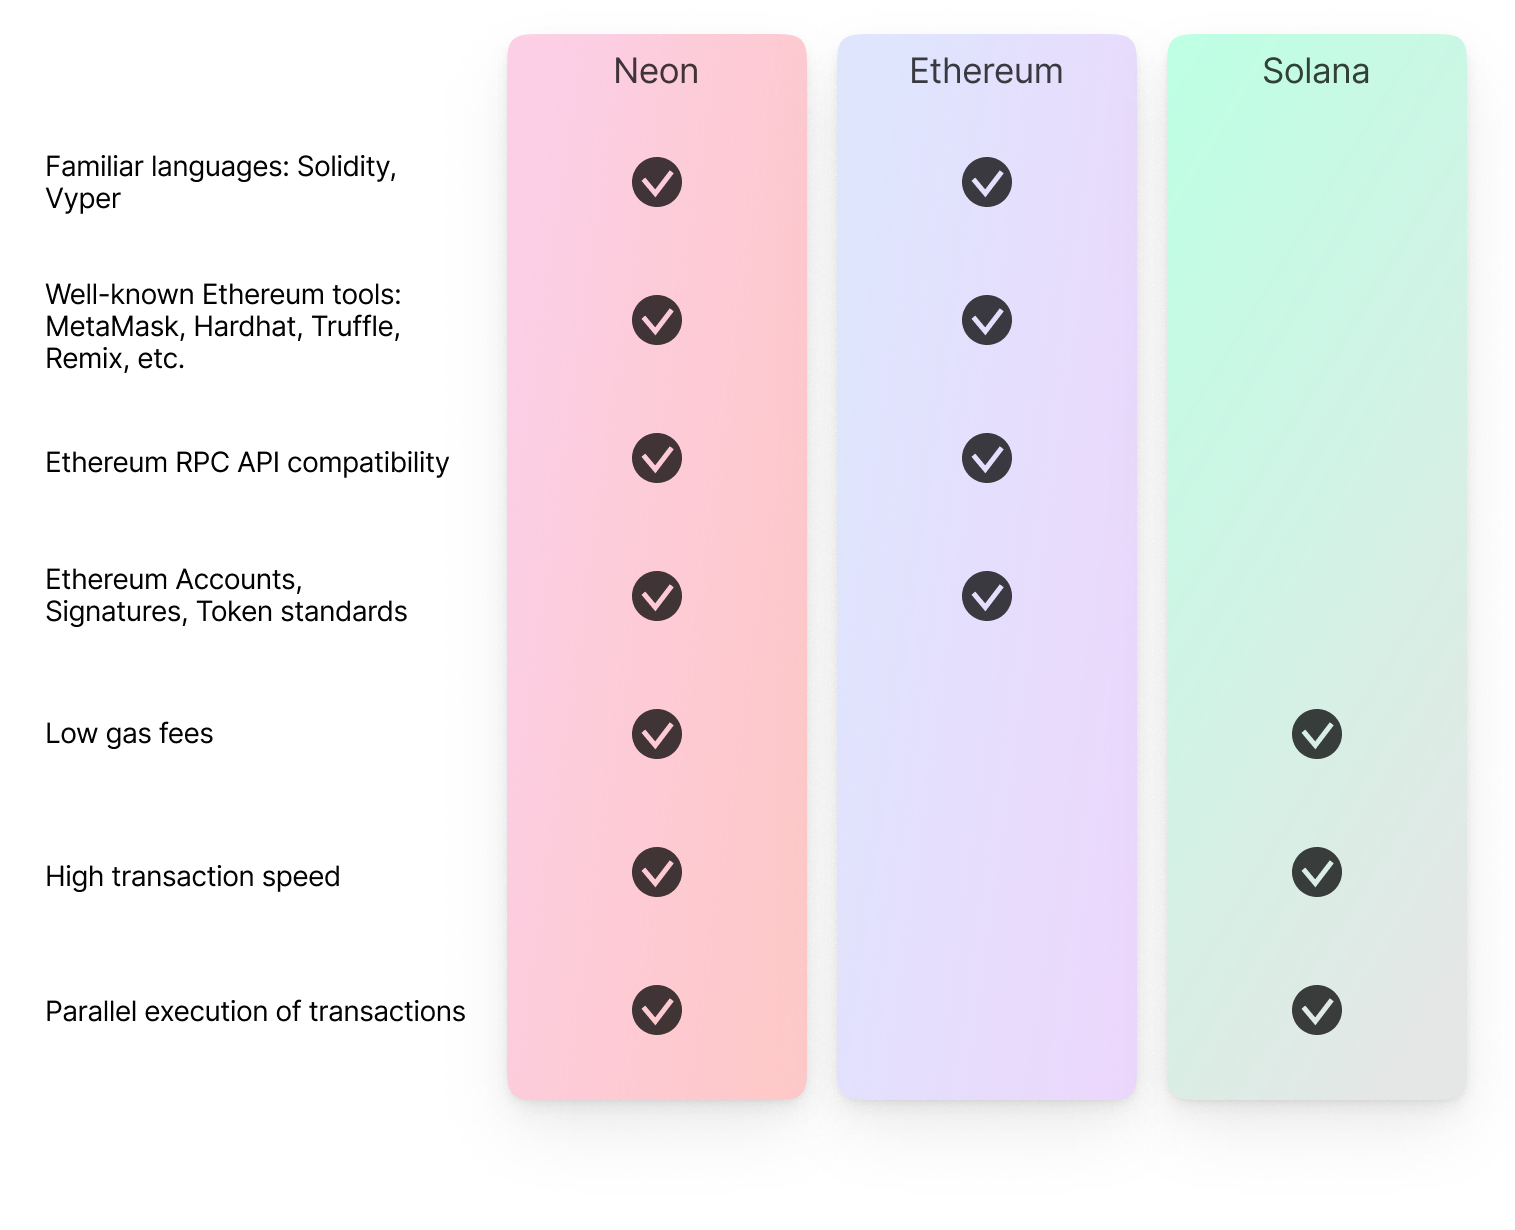 Neon
Ethereum
Solana
Familiar languages: Solidity,
Vyper
Well-known Ethereum tools:
MetaMask, Hardhat, Truffle,
Remix, etc.
Ethereum RPC API compatibility
Ethereum Accounts,
Signatures, Token standards
Low gas fees
High transaction speed
Parallel execution of transactions